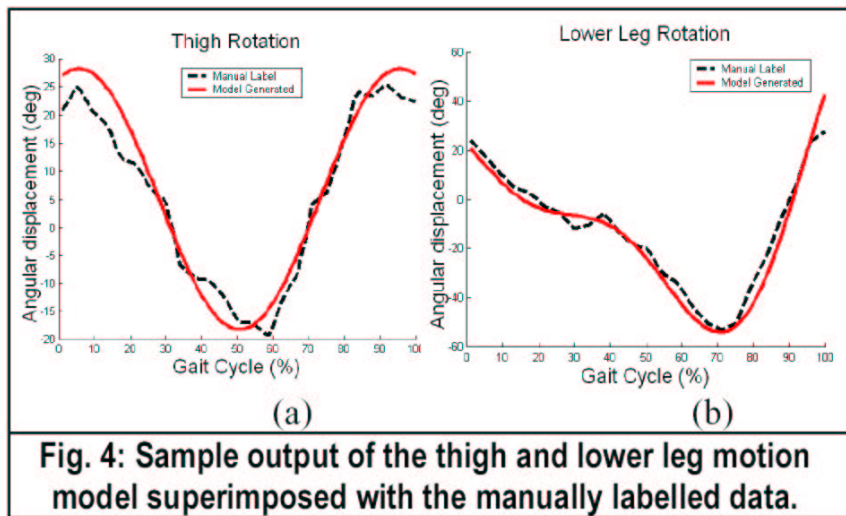 Thigh Rotation
Angular displacement (deg)
30
25
20
15
10
5
0
-5
-10
-15
-20
Manual Label
Model Generated
0 10 20 30 40 50 60 70 80 90 100
Gait Cycle (%)
(a)
Lower Leg Rotation
Angular displacement (deg)
60
40
20
0
-20
-40
-60
Manual Label
Model Generated
0 10 20 30 40 50 60 70 80 90 100
Gait Cycle (%)
(b)
Fig. 4: Sample output of the thigh and lower leg motion
model superimposed with the manually labelled data.